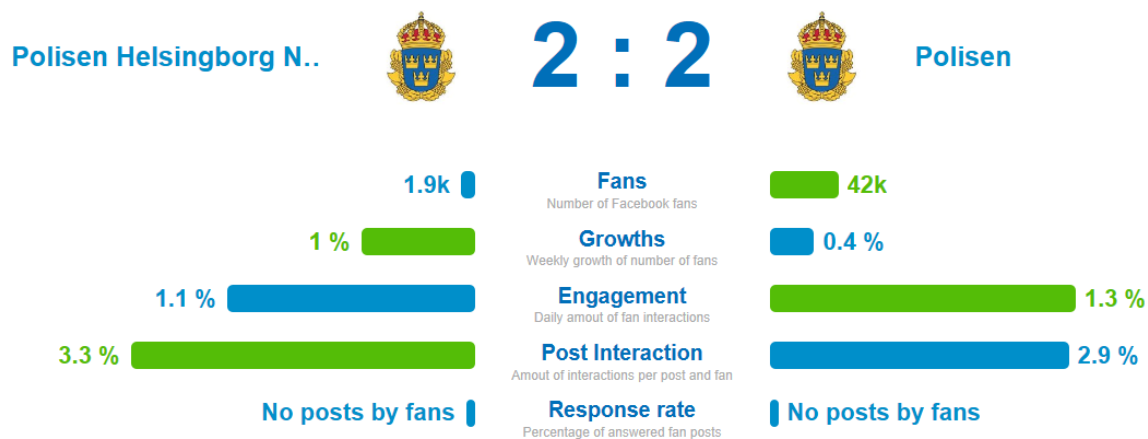 Polisen Helsingborg N..
2 : 2
Polisen
1.9k
Fans
42k
Number of Facebook fans
1 %
Growths
0.4 %
Weekly growth of number of fans
1.1 %
Engagement
1.3 %
Daily amout of fan interactions
3.3 %
Post Interaction
2.9 %
Amout of interactions per post and fan
No posts by fans
Response rate
No posts by fans
Percentage of answered fan posts